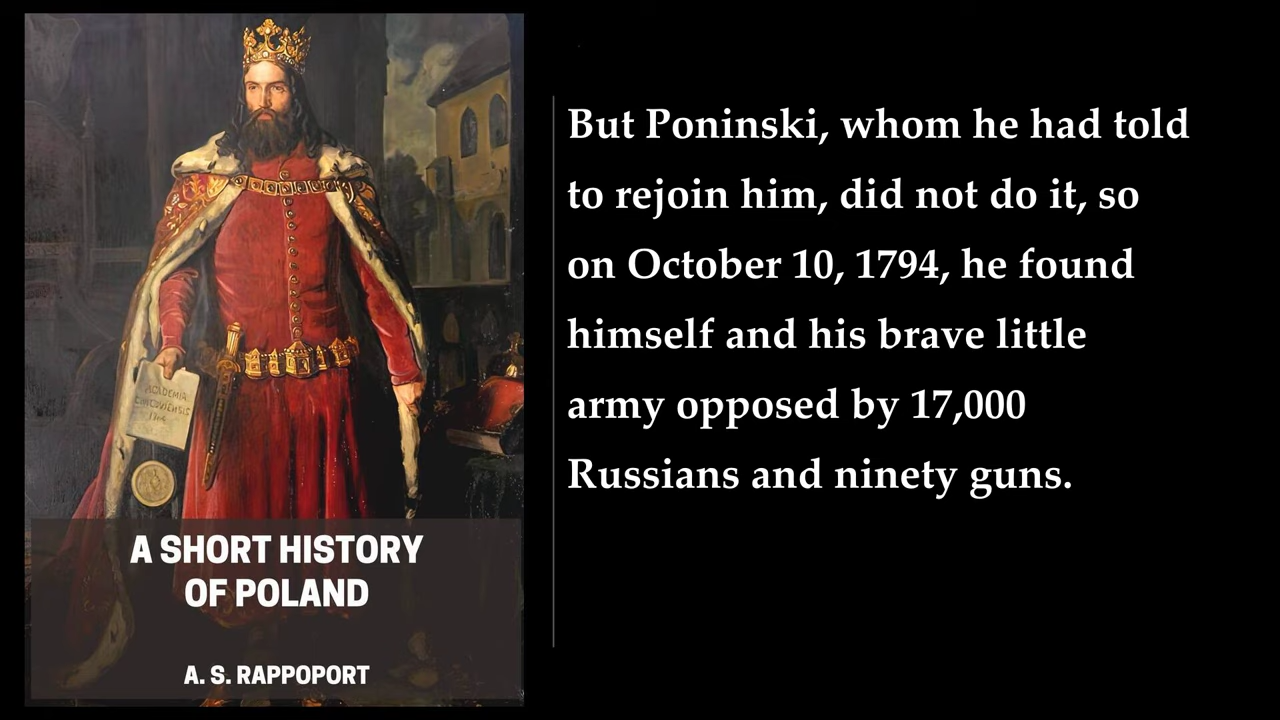 ACADEMIA
A SHORT HISTORY
OF POLAND
A. S. RAPPOPORT
But Poninski, whom he had told
to rejoin him, did not do it, so
on October 10, 1794, he found
himself and his brave little
army opposed by 17,000
Russians and ninety guns.